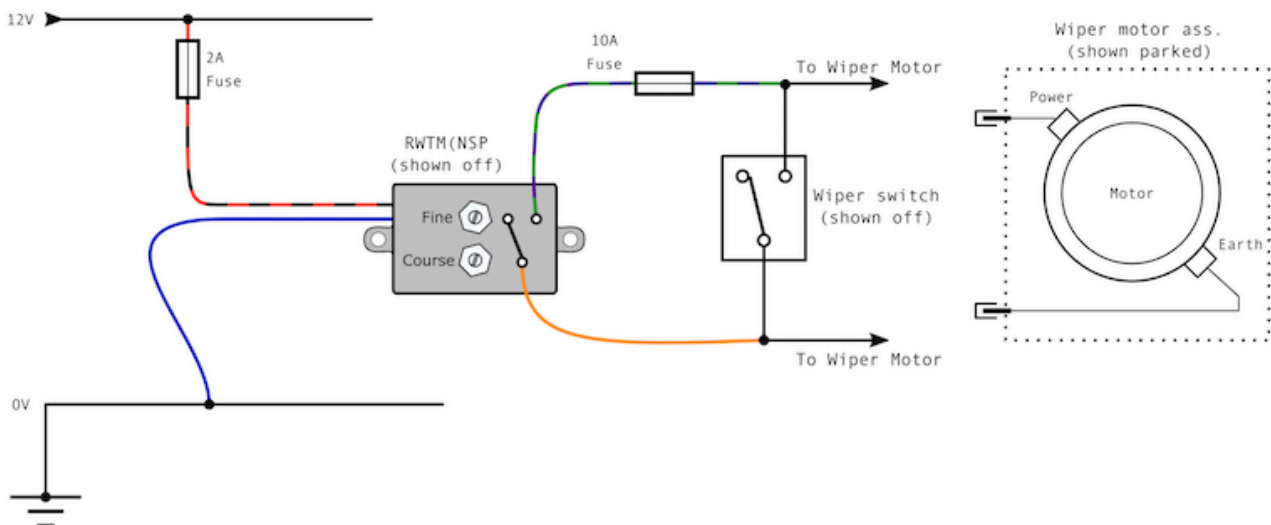 12V
2A
Fuse
10A
Fuse
To Wiper Motor
Wiper motor ass.
(shown parked)
Power
Motor
Earth
RWTM(NSP
(shown off)
Fine
Course
Wiper switch
(shown off)
To Wiper Motor
0V